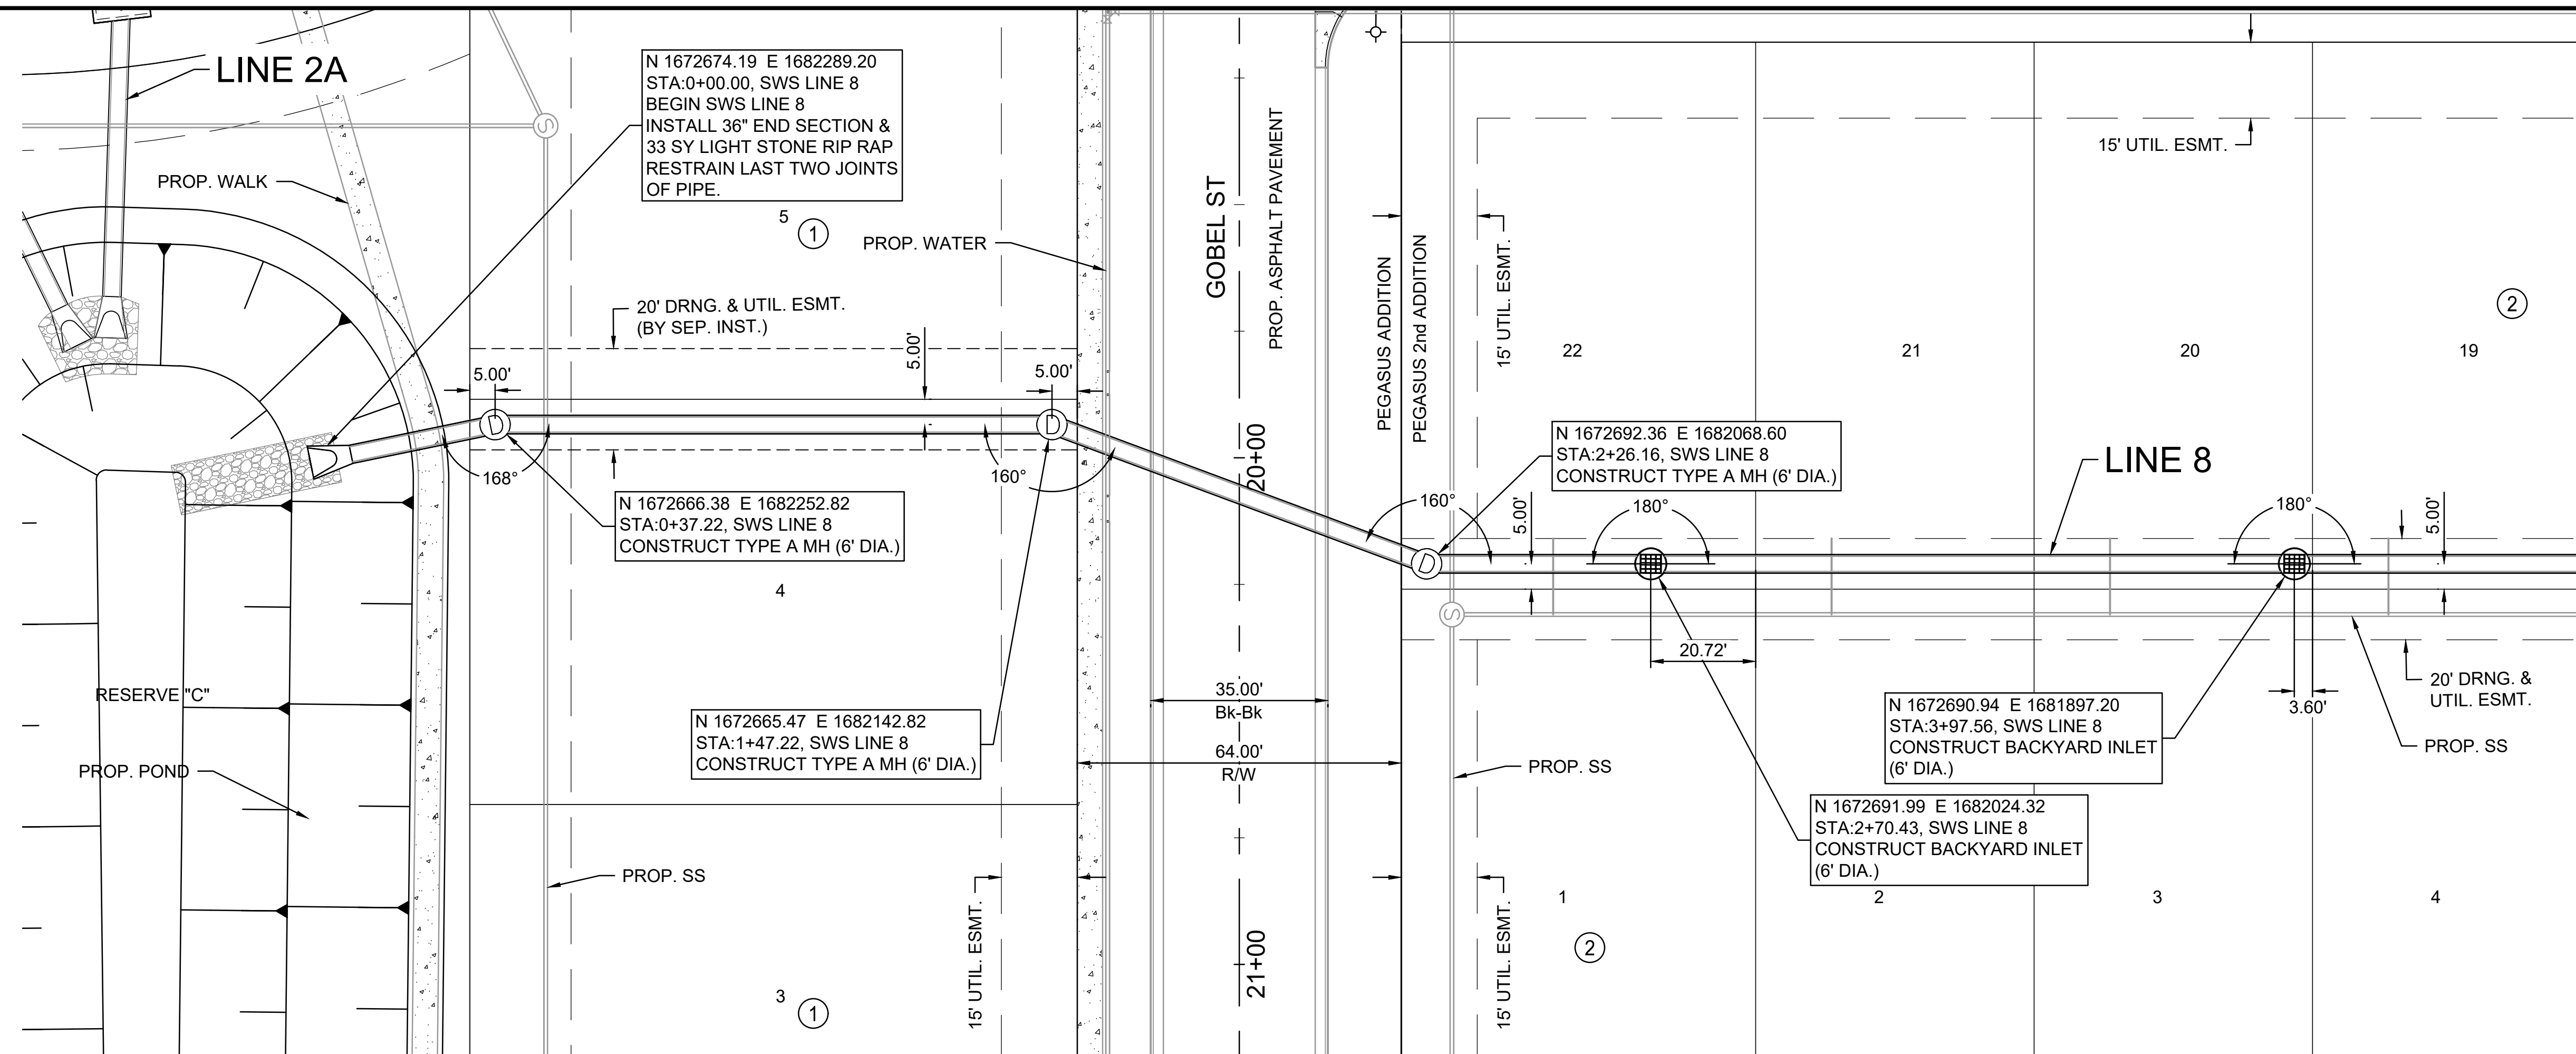 LINE 2A
N 1672674.19 E 1682289.20
STA:0+00.00, SWS LINE 8
BEGIN SWS LINE 8
INSTALL 36" END SECTION &
33 SY LIGHT STONE RIP RAP
RESTRAIN LAST TWO JOINTS
OF PIPE.
PROP. WALK
S
5
1
PROP. WATER
20' DRNG. & UTIL. ESMT.
(BY SEP. INST.)
5.00'
5.00'
5.00'
D
D
168°
160°
N 1672666.38 E 1682252.82
STA:0+37.22, SWS LINE 8
CONSTRUCT TYPE A MH (6' DIA.)
4
RESERVE "C"
PROP. POND
N 1672665.47 E 1682142.82
STA:1+47.22, SWS LINE 8
CONSTRUCT TYPE A MH (6' DIA.)
PROP. SS
3
1
15' UTIL. ESMT.
GOBEL ST
PROP. ASPHALT PAVEMENT
20+00
35.00'
Bk-Bk
64.00'
R/W
21+00
PEGASUS ADDITION
PEGASUS 2nd ADDITION
15' UTIL. ESMT.
15' UTIL. ESMT.
2
22
21
20
19
N 1672692.36 E 1682068.60
STA:2+26.16, SWS LINE 8
CONSTRUCT TYPE A MH (6' DIA.)
LINE 8
160°
D
5.00'
180°
180°
5.00'
S
20.72'
3.60'
N 1672690.94 E 1681897.20
STA:3+97.56, SWS LINE 8
CONSTRUCT BACKYARD INLET
(6' DIA.)
20' DRNG. &
UTIL. ESMT.
PROP. SS
PROP. SS
N 1672691.99 E 1682024.32
STA:2+70.43, SWS LINE 8
CONSTRUCT BACKYARD INLET
(6' DIA.)
1
2
3
4
2
15' UTIL. ESMT.